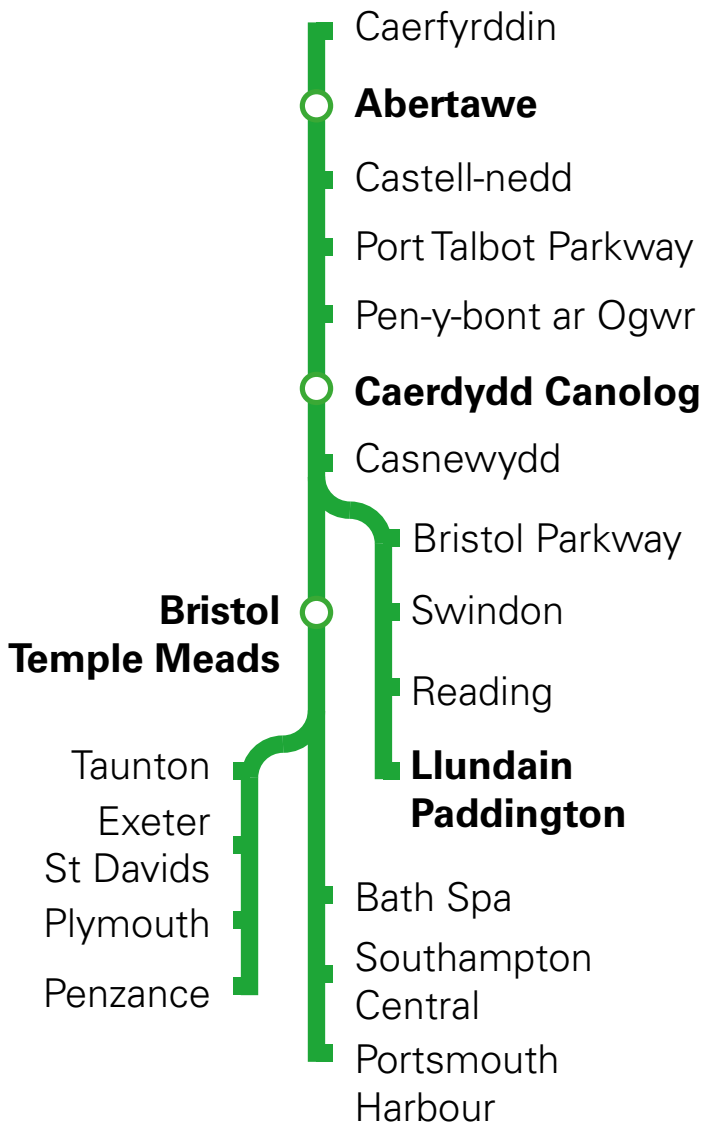 Caerfyrddin
Abertawe
Castell-nedd
Port Talbot Parkway
Pen-y-bont ar Ogwr
Caerdydd Canolog
Casnewydd
Bristol Parkway
Swindon
Reading
Llundain
Paddington
Bristol
Temple Meads
Taunton
Exeter
St Davids
Plymouth
Penzance
Bath Spa
Southampton
Central
Portsmouth
Harbour